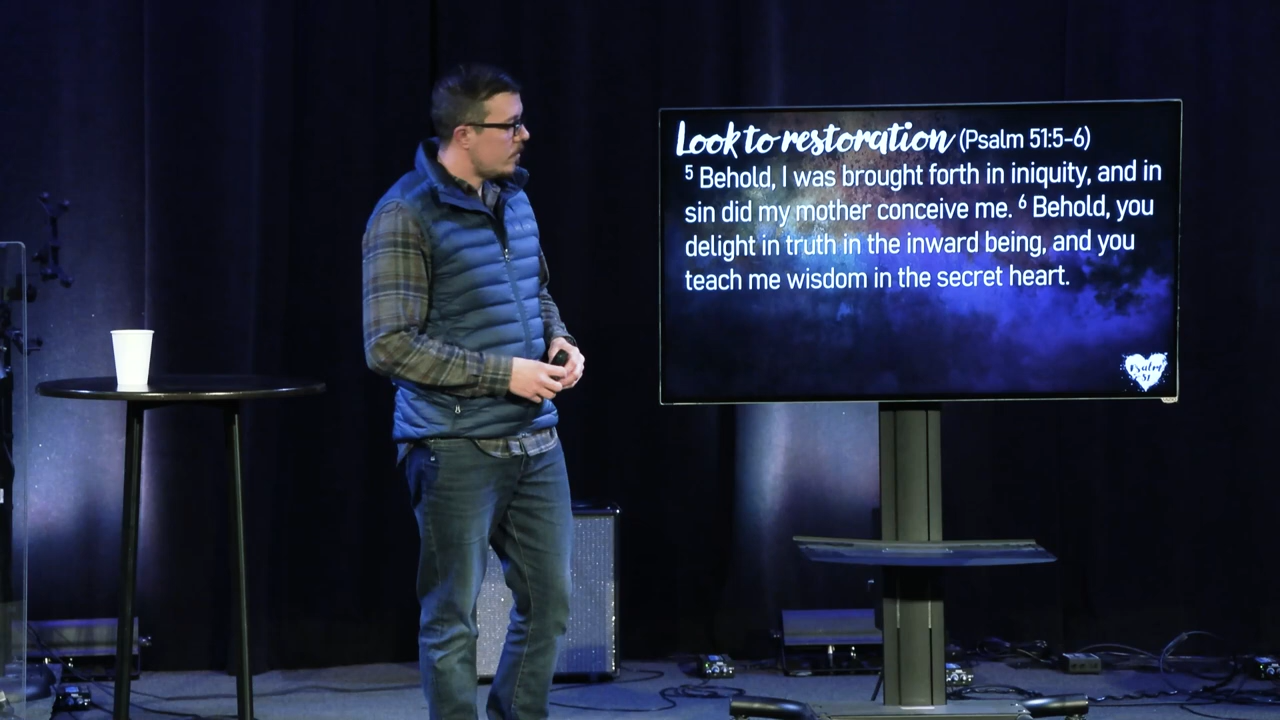 Look to restoration (Psalm 51:5-6)
⁵ Behold, I was brought forth in iniquity, and in
sin did my mother conceive me. ⁶ Behold, you
delight in truth in the inward being, and you
teach me wisdom in the secret heart.
Psalm
51